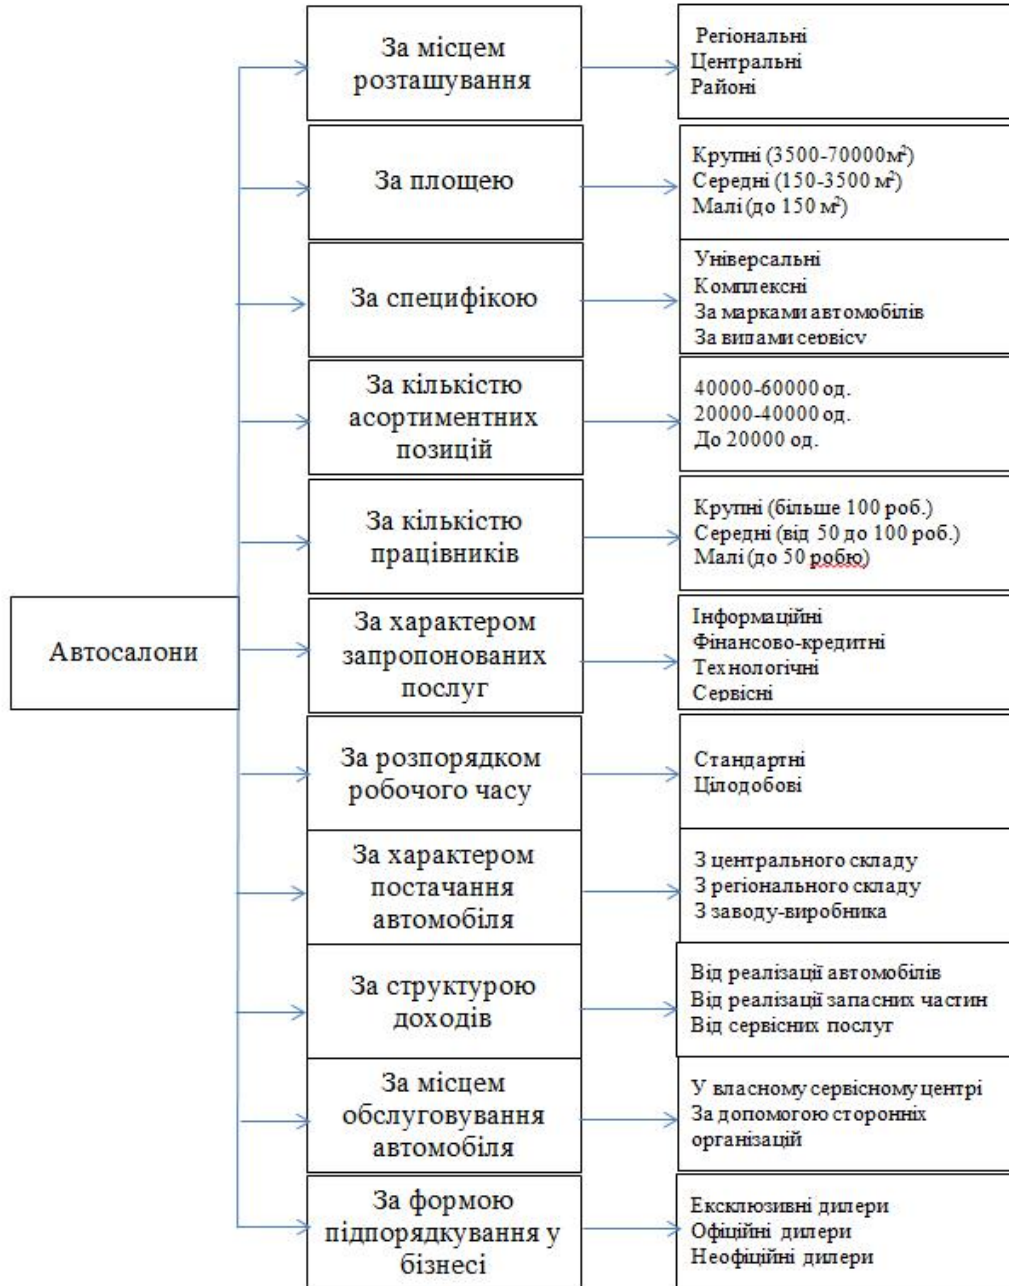 За місцем
розташування
Регіональні
Центральні
Районі
За площею
Крупні (3500-70000м²)
Середні (150-3500 м²)
Малі (до 150 м²)
За специфікою
Універсальні
Комплексні
За марками автомобілів
За видами сервісу
За кількістю
асортиментних
позицій
40000-60000 од.
20000-40000 од.
До 20000 од.
За кількістю
працівників
Крупні (більше 100 роб.)
Середні (від 50 до 100 роб.)
Малі (до 50 робю)
Автосалони
За характером
запропонованих
послуг
Інформаційні
Фінансово-кредитні
Технологічні
Сервісні
За розпорядком
робочого часу
Стандартні
Цілодобові
За характером
постачання
автомобіля
З центрального складу
З регіонального складу
З заводу-виробника
За структурою
доходів
Від реалізації автомобілів
Від реалізації запасних частин
Від сервісних послуг
За місцем
обслуговування
автомобіля
У власному сервісному центрі
За допомогою сторонніх
організацій
За формою
підпорядкування у
бізнесі
Ексклюзивні дилери
Офіційні дилери
Неофіційні дилери